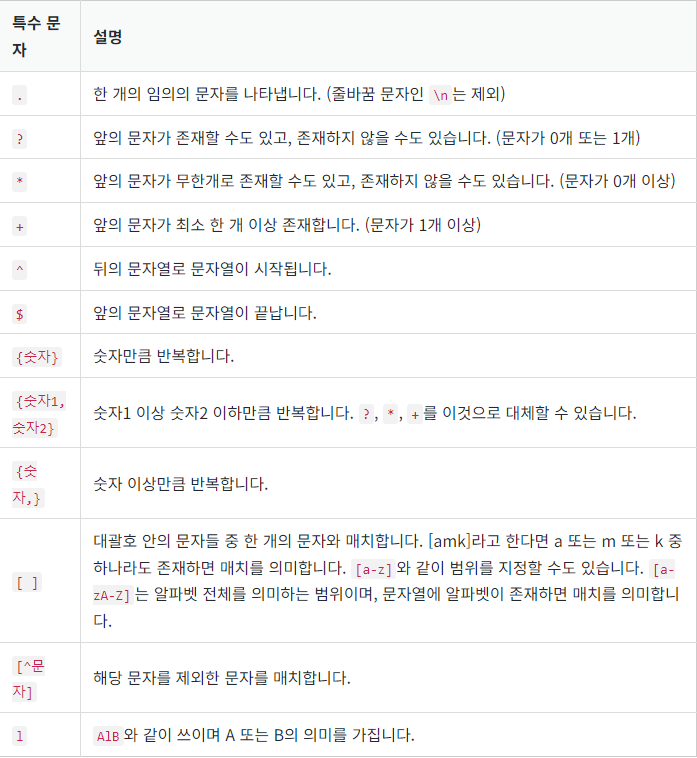 특수 문
자
설명
.
한 개의 임의의 문자를 나타냅니다. (줄바꿈 문자인 \n는 제외)
?
앞의 문자가 존재할 수도 있고, 존재하지 않을 수도 있습니다. (문자가 0개 또는 1개)
*
앞의 문자가 무한개로 존재할 수도 있고, 존재하지 않을 수도 있습니다. (문자가 0개 이상)
+
앞의 문자가 최소 한 개 이상 존재합니다. (문자가 1개 이상)
^
뒤의 문자열로 문자열이 시작됩니다.
$
앞의 문자열로 문자열이 끝납니다.
{숫자}
숫자만큼 반복합니다.
{숫자1,
숫자2}
숫자1 이상 숫자2 이하만큼 반복합니다. ?, *, +를 이것으로 대체할 수 있습니다.
{숫
자,}
숫자 이상만큼 반복합니다.
[ ]
대괄호 안의 문자들 중 한 개의 문자와 매치합니다. [amk]라고 한다면 a 또는 m 또는 k 중
하나라도 존재하면 매치를 의미합니다. [a-z]와 같이 범위를 지정할 수도 있습니다. [a-
zA-Z]는 알파벳 전체를 의미하는 범위이며, 문자열에 알파벳이 존재하면 매치를 의미합니
다.
[^문
자]
해당 문자를 제외한 문자를 매치합니다.
l
AlB와 같이 쓰이며 A 또는 B의 의미를 가집니다.